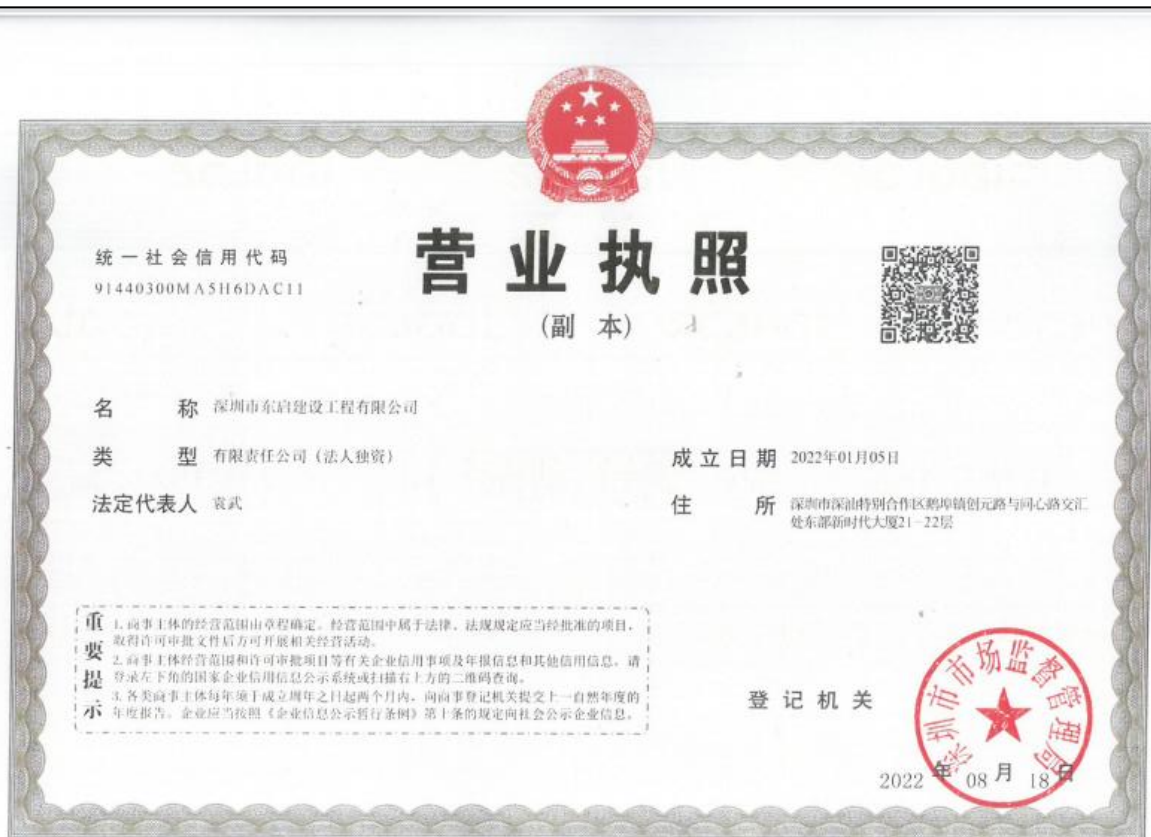 统一社会信用代码
91440300MA5H6DAC11
营业执照
(副 本)
名 称 深圳市东启建设工程有限公司
类 型 有限责任公司（法人独资）
法定代表人 袁武
成立日期 2022年01月05日
住 所 深圳市深汕特别合作区鹅埠镇创元路与同心路交汇
处东部新时代大厦21-22层
重要提示
1. 商事主体的经营范围由章程确定。经营范围中属于法律、法规规定应当经批准的项目，
取得许可审批文件后方可开展相关经营活动。
2. 商事主体经营范围和许可审批项目等有关企业信用事项及年报信息和其他信用信息，请
登录左下角的国家企业信用信息公示系统或扫描右上方的二维码查询。
3. 各类商事主体每年须于成立周年之日起两个月内，向商事登记机关提交上一自然年度的
年度报告。企业应当按照《企业信息公示暂行条例》第十条的规定向社会公示企业信息。
登记机关
深圳市市场监督管理局
2022 年 08 月 18 日